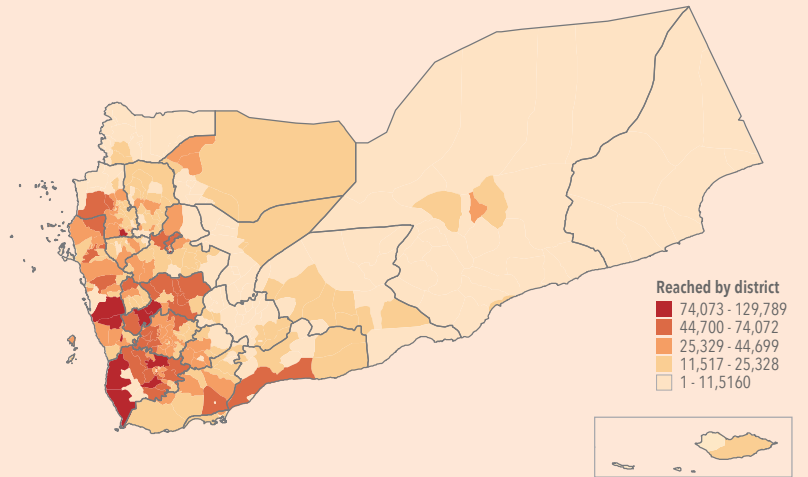 Reached by district
74,073 - 129,789
44,700 - 74,072
25,329 - 44,699
11,517 - 25,328
1 - 11,5160